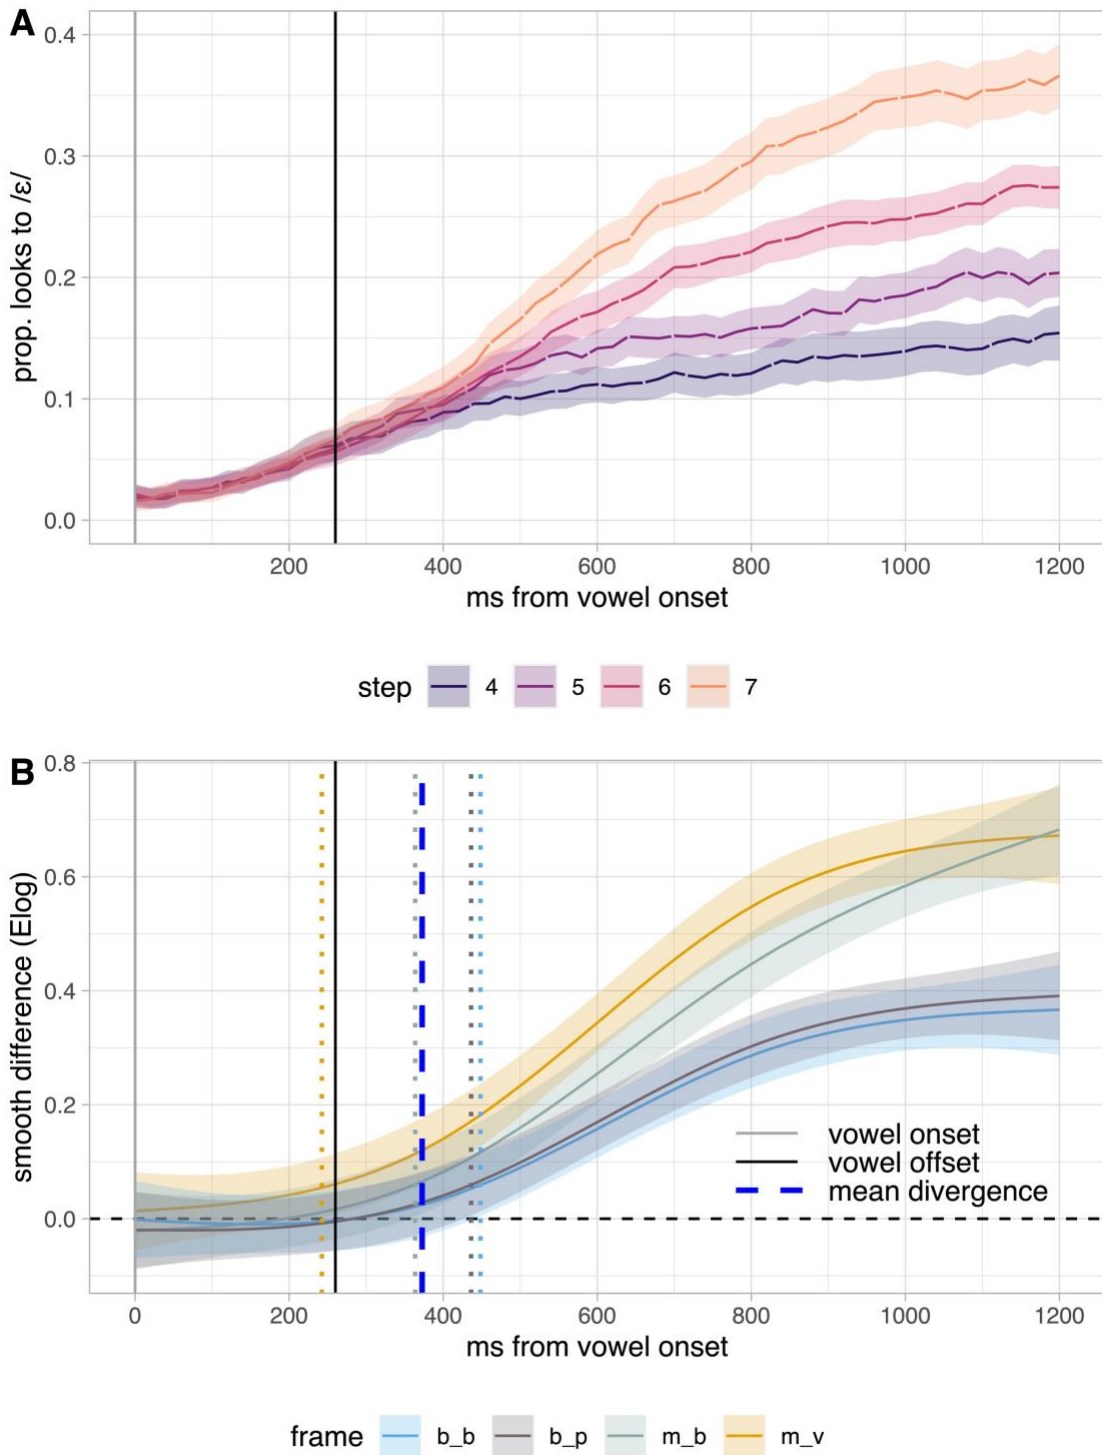 A
0.4
0.3
0.2
0.1
0.0
prop. looks to /ɛ/
200 400 600 800 1000 1200
ms from vowel onset
step 4 5 6 7
B
0.8
0.6
0.4
0.2
0.0
smooth difference (Elog)
vowel onset
vowel offset
mean divergence
0 200 400 600 800 1000 1200
ms from vowel onset
frame b_b b_p m_b m_v